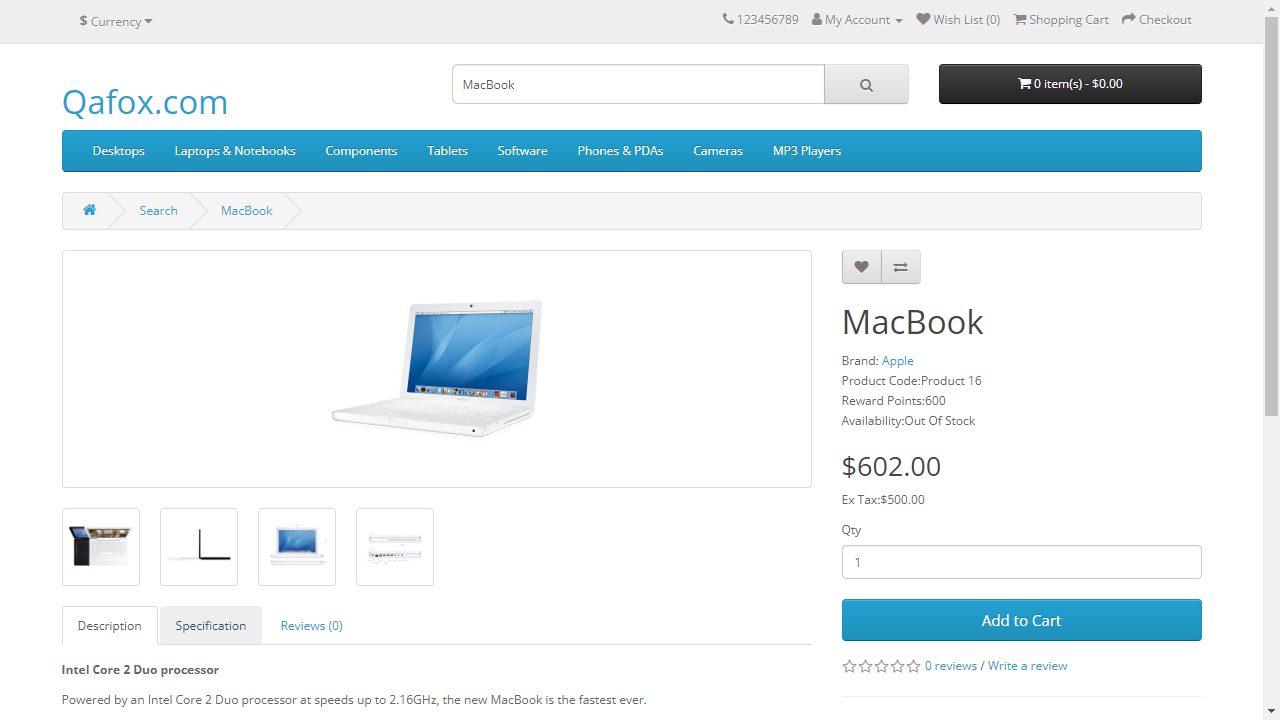 $ Currency
123456789 My Account Wish List (0) Shopping Cart Checkout
Qafox.com
MacBook
0 item(s) - $0.00
Desktops Laptops & Notebooks Components Tablets Software Phones & PDAs Cameras MP3 Players
Search MacBook
MacBook
Brand: Apple
Product Code:Product 16
Reward Points:600
Availability:Out Of Stock
$602.00
Ex Tax:$500.00
Qty
1
Add to Cart
0 reviews / Write a review
Description Specification Reviews (0)
Intel Core 2 Duo processor
Powered by an Intel Core 2 Duo processor at speeds up to 2.16GHz, the new MacBook is the fastest ever.